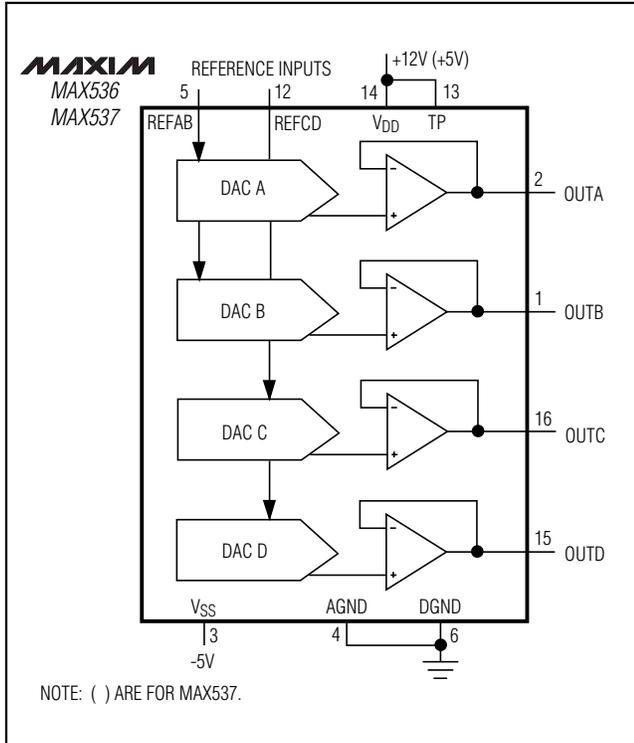 MAXIM
MAX536
MAX537
REFERENCE INPUTS
+12V (+5V)
5
12
14
13
REFAB
REFCD
VDD
TP
DAC A
-
+
2
OUTA
DAC B
-
+
1
OUTB
DAC C
-
+
16
OUTC
DAC D
-
+
15
OUTD
VSS
AGND
DGND
3
4
6
-5V
NOTE: ( ) ARE FOR MAX537.